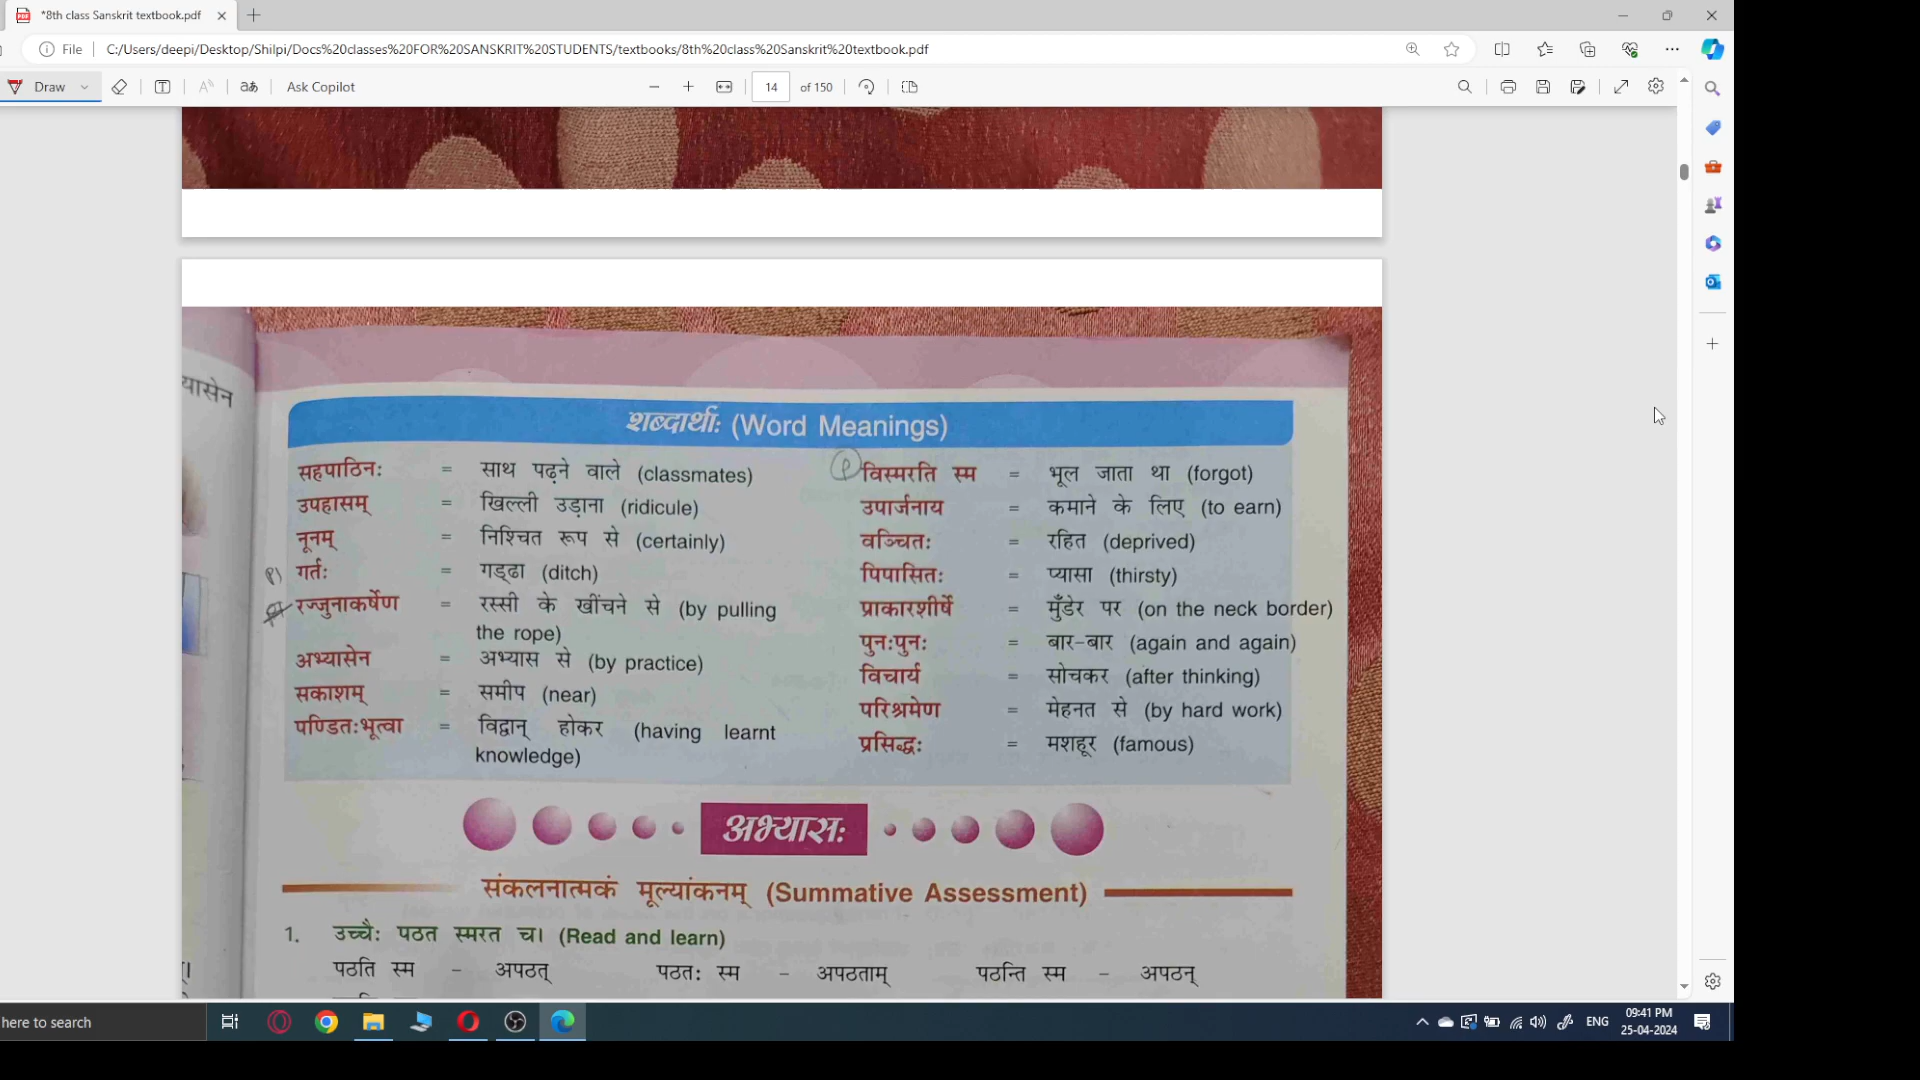 *8th class Sanskrit textbook.pdf
File
C:/Users/deepi/Desktop/Shilpi/Docs%20classes%20FOR%20SANSKRIT%20STUDENTS/textbooks/8th%20class%20Sanskrit%20textbook.pdf
Draw
Ask Copilot
14 of 150
यासेन
शब्दार्थाः (Word Meanings)
सहपाठिनः = साथ पढ़ने वाले (classmates)
उपहासम् = खिल्ली उड़ाना (ridicule)
नूनम् = निश्चित रूप से (certainly)
गर्तः = गड्ढा (ditch)
रज्जुनाकर्षेण = रस्सी के खींचने से (by pulling
the rope)
अभ्यासेन = अभ्यास से (by practice)
सकाशम् = समीप (near)
पण्डितःभूत्वा = विद्वान् होकर (having learnt
knowledge)
विस्मरति स्म = भूल जाता था (forgot)
उपार्जनाय = कमाने के लिए (to earn)
वञ्चितः = रहित (deprived)
पिपासितः = प्यासा (thirsty)
प्राकारशीर्षे = मुँडेर पर (on the neck border)
पुनःपुनः = बार-बार (again and again)
विचार्य = सोचकर (after thinking)
परिश्रमेण = मेहनत से (by hard work)
प्रसिद्धः = मशहूर (famous)
अभ्यासः
संकलनात्मकं मूल्यांकनम् (Summative Assessment)
1. उच्चैः पठत स्मरत च। (Read and learn)
पठति स्म - अपठत् पठतः स्म - अपठताम् पठन्ति स्म - अपठन्
here to search
ENG
09:41 PM
25-04-2024